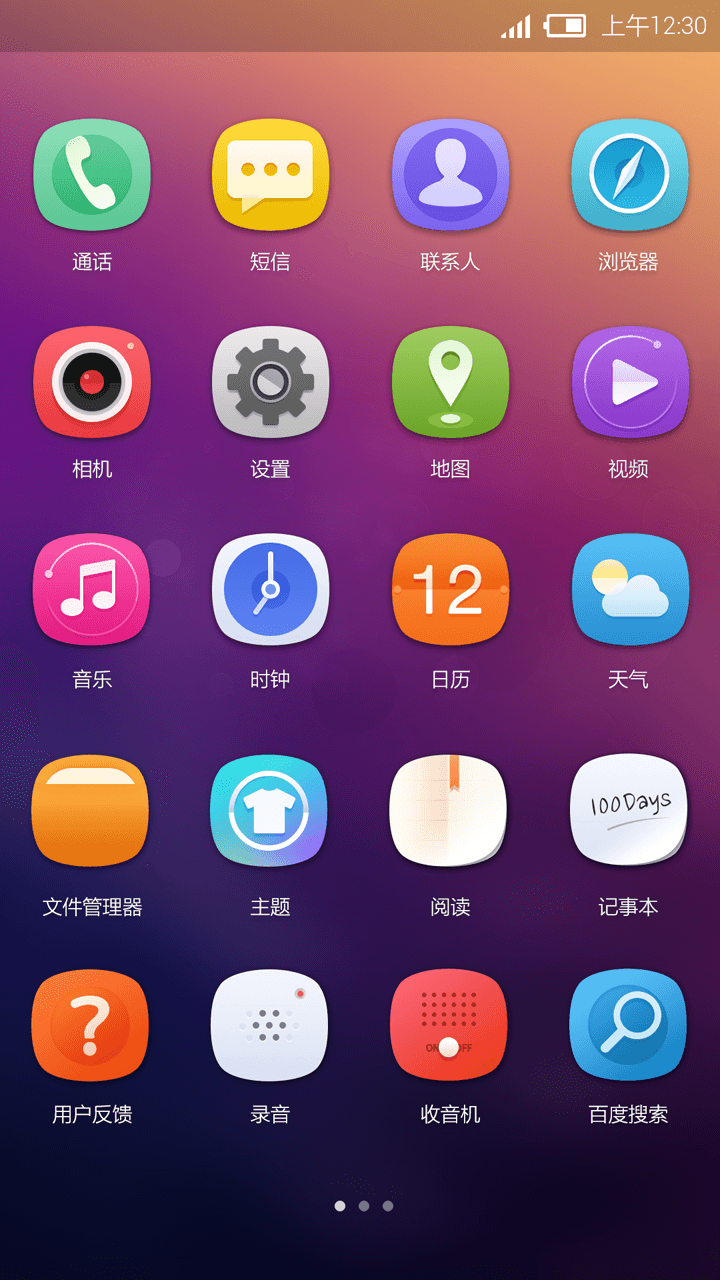 上午12:30
通话 短信 联系人 浏览器
相机 设置 地图 视频
12
音乐 时钟 日历 天气
100Days
文件管理器 主题 阅读 记事本
?
ON OFF
用户反馈 录音 收音机 百度搜索